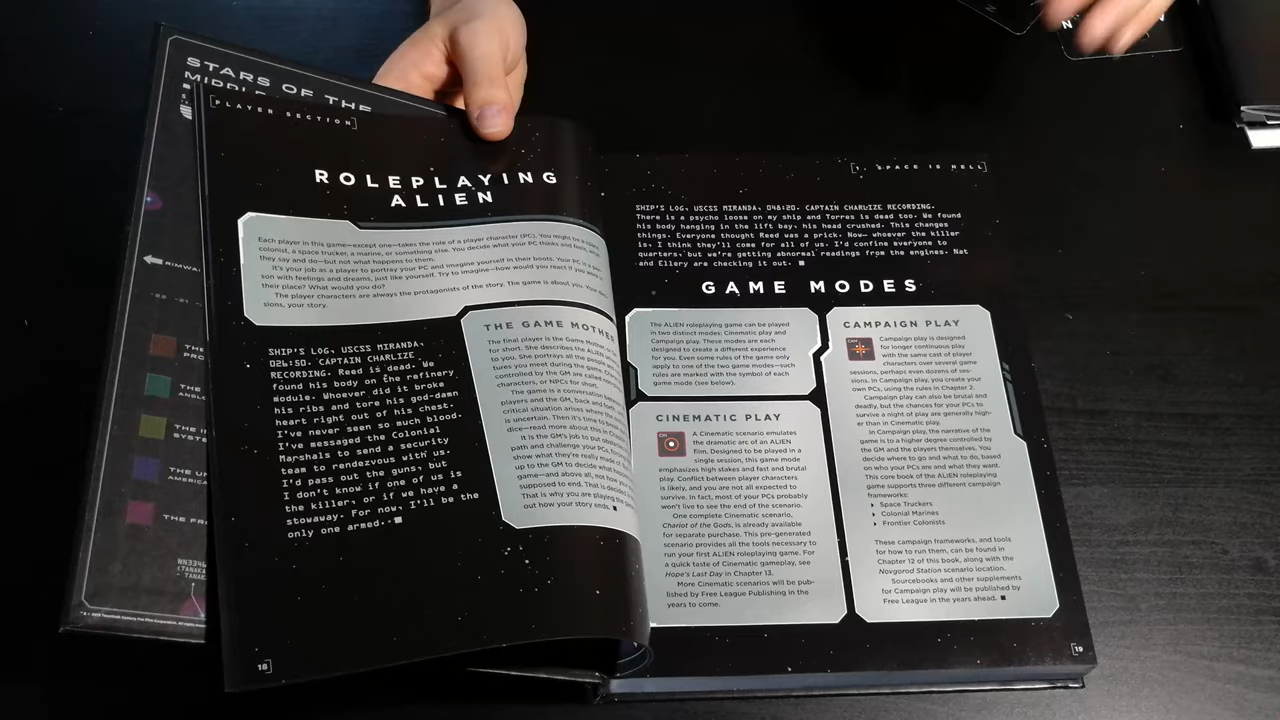 STARS OF THE
MIDDLE
RIMWA
THE
PRO
THE
ANGLO
THE I
SYSTE
THE UN
AMERICA
THE FR
(TANAKA
TANAK
[PLAYER SECTION]
ROLEPLAYING
ALIEN
Each player in this game—except one—takes the role of a player character (PC). You might be a
colonist, a space trucker, a marine, or something else. You decide what your PC thinks and feels, what
they say and do—but not what happens to them.
It's your job as a player to portray your PC and imagine yourself in their boots. Your PC is a
son with feelings and dreams, just like yourself. Try to imagine—how would you react if you were in
their place? What would you do?
The player characters are always the protagonists of the story. The game is about you. Your
sions, your story.
SHIP'S LOG, USCSS MIRANDA,
026:50. CAPTAIN CHARLIZE
RECORDING. Reed is dead. We
found his body on the refinery
module. Whoever did it broke
his ribs and tore his god-damn
heart right out of his chest.
I've never seen so much blood.
I've messaged the Colonial
Marshals to send a security
team to rendezvous with us.
I'd pass out the guns, but
I don't know if one of us is
the killer, or if we have a
stowaway. For now, I'll be the
only one armed.. ■
THE GAME MOTHE
The final player is the Game Mother, or
for short. She describes the ALIEN
to you. She portrays all the people
tures you meet during the game. 
controlled by the GM are called
characters, or NPCs for short.
The game is a conversation between
players and the GM, back and forth,
critical situation arises where the
is uncertain. Then it's time to break
dice—read more about this in
It is the GM's job to put obstacles
path and challenge your PCs,
show what they're really made of.
up to the GM to decide what
game—and above all, not how your
supposed to end. That is decided
That is why you are playing the game
out how your story ends. ■
18
[1. SPACE IS HELL]
SHIP'S LOG, USCSS MIRANDA, 048:20. CAPTAIN CHARLIZE RECORDING.
There is a psycho loose on my ship and Torres is dead too. We found
his body hanging in the lift bay, his head crushed. This changes
things. Everyone thought Reed was a prick. Now— whoever the killer
is, I think they'll come for all of us. I'd confine everyone to
quarters, but we're getting abnormal readings from the engines. Nat
and Ellery are checking it out. ■
GAME MODES
The ALIEN roleplaying game can be played
in two distinct modes: Cinematic play and
Campaign play. These modes are each
designed to create a different experience
for you. Even some rules of the game only
apply to one of the two game modes—such
rules are marked with the symbol of each
game mode (see below).
CINEMATIC PLAY
CIN
A Cinematic scenario emulates
the dramatic arc of an ALIEN
film. Designed to be played in a
single session, this game mode
emphasizes high stakes and fast and brutal
play. Conflict between player characters
is likely, and you are not all expected to
survive. In fact, most of your PCs probably
won't live to see the end of the scenario.
One complete Cinematic scenario,
Chariot of the Gods, is already available
for separate purchase. This pre-generated
scenario provides all the tools necessary to
run your first ALIEN roleplaying game. For
a quick taste of Cinematic gameplay, see
Hope's Last Day in Chapter 13.
More Cinematic scenarios will be pub-
lished by Free League Publishing in the
years to come.
CAMPAIGN PLAY
CAM
Campaign play is designed
for longer continuous play
with the same cast of player
characters over several game
sessions, perhaps even dozens of ses-
sions. In Campaign play, you create your
own PCs, using the rules in Chapter 2.
Campaign play can also be brutal and
deadly, but the chances for your PCs to
survive a night of play are generally high-
er than in Cinematic play.
In Campaign play, the narrative of the
game is to a higher degree controlled by
the GM and the players themselves. You
decide where to go and what to do, based
on who your PCs are and what they want.
This core book of the ALIEN roleplaying
game supports three different campaign
frameworks:
Space Truckers
Colonial Marines
Frontier Colonists
These campaign frameworks, and tools
for how to run them, can be found in
Chapter 12 of this book, along with the
Novgorod Station scenario location.
Sourcebooks and other supplements
for Campaign play will be published by
Free League in the years ahead. ■
19